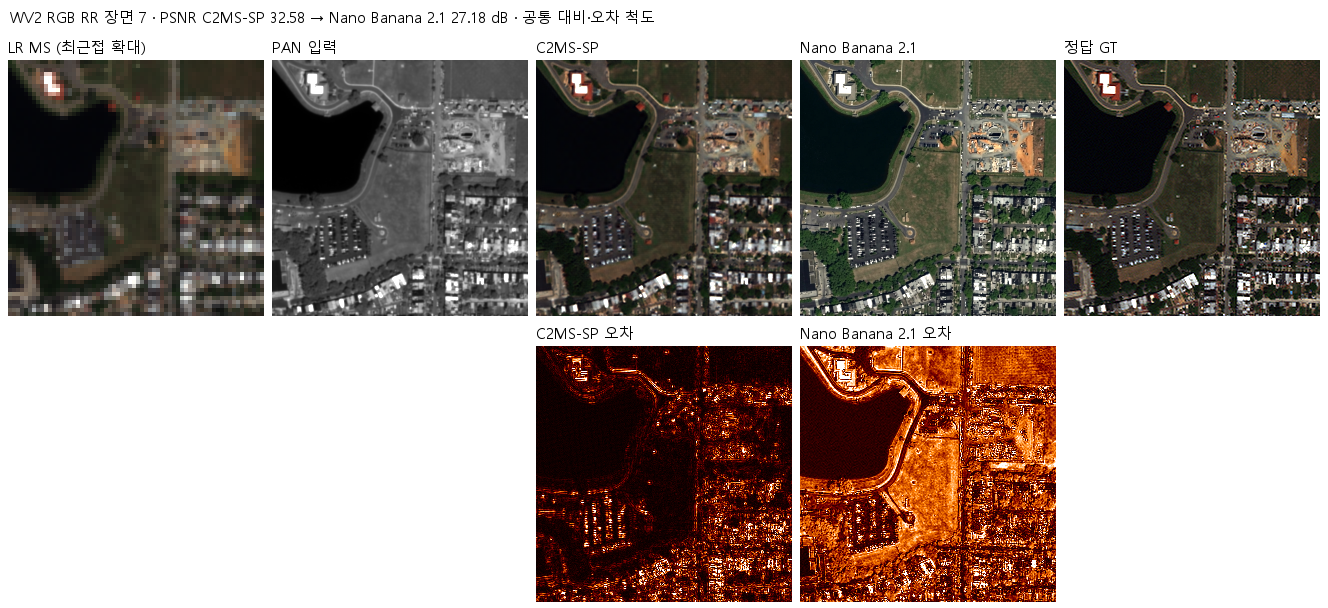 WV2 RGB RR 장면 7 · PSNR C2MS-SP 32.58 → Nano Banana 2.1 27.18 dB · 공통 대비·오차 척도
LR MS (최근접 확대)
PAN 입력
C2MS-SP
Nano Banana 2.1
정답 GT
C2MS-SP 오차
Nano Banana 2.1 오차